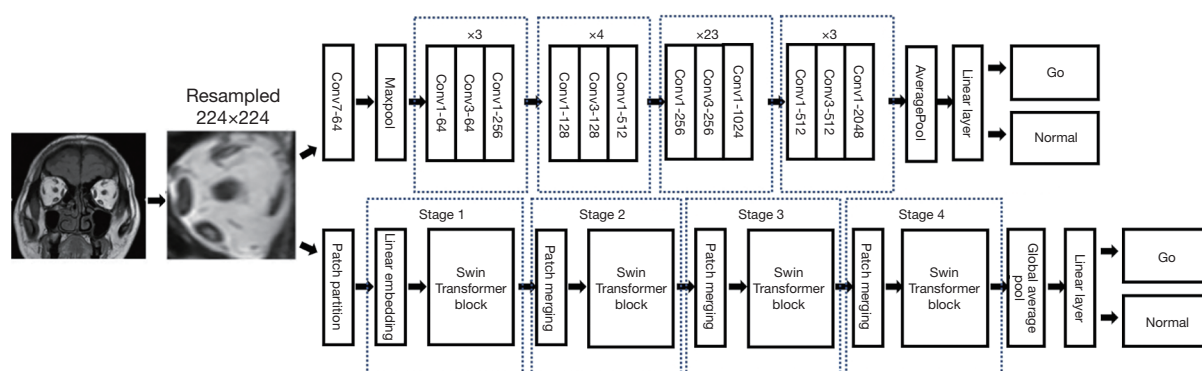 Resampled
224×224
Conv7-64
Maxpool
×3
Conv1-64
Conv3-64
Conv1-256
×4
Conv1-128
Conv3-128
Conv1-512
×23
Conv1-256
Conv3-256
Conv1-1024
×3
Conv1-512
Conv3-512
Conv1-2048
AveragePool
Linear layer
Go
Normal
Patch partition
Stage 1
Linear embedding
Swin
Transformer
block
Stage 2
Patch merging
Swin
Transformer
block
Stage 3
Patch merging
Swin
Transformer
block
Stage 4
Patch merging
Swin
Transformer
block
Global average
pool
Linear layer
Go
Normal